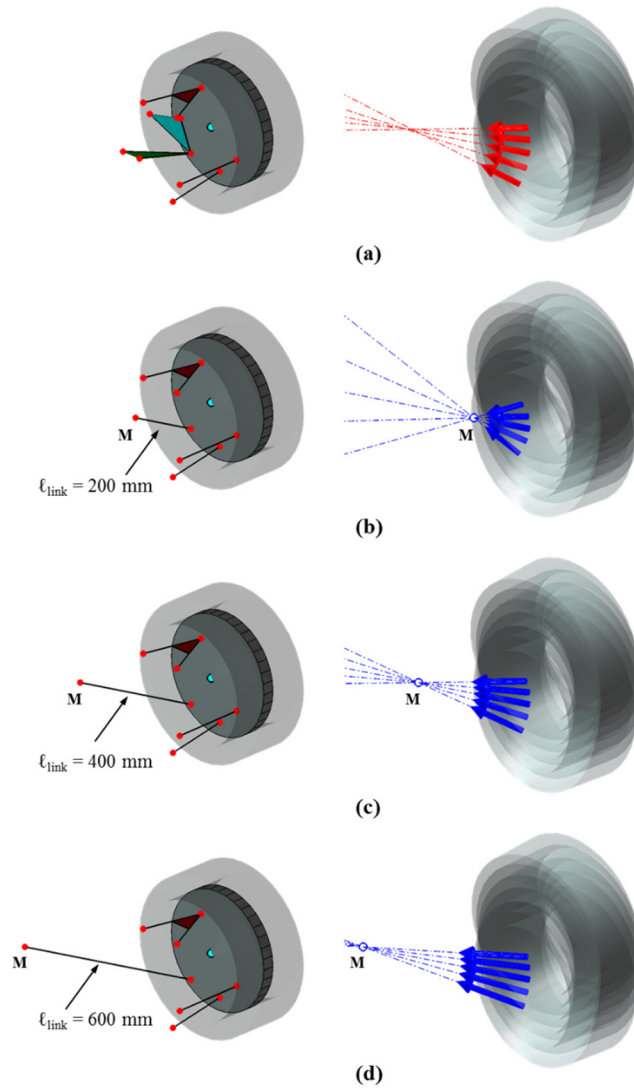 (a)
M
M
ℓlink = 200 mm
(b)
M
M
ℓlink = 400 mm
(c)
M
M
ℓlink = 600 mm
(d)